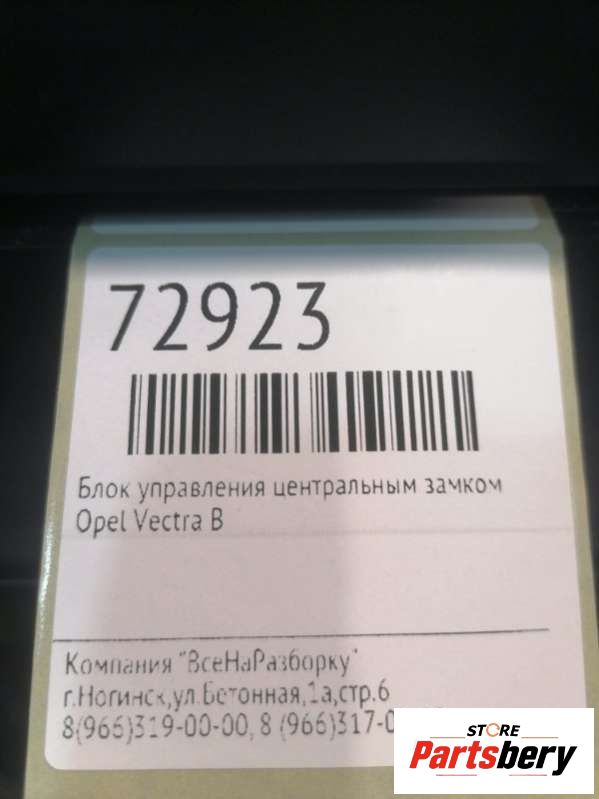 72923
Блок управления центральным замком
Opel Vectra B
Компания "ВсеНаРазборку"
г.Ногинск,ул.Бетонная,1а,стр.6
8(966)319-00-00, 8 (966)317-0
STORE
Partsbery